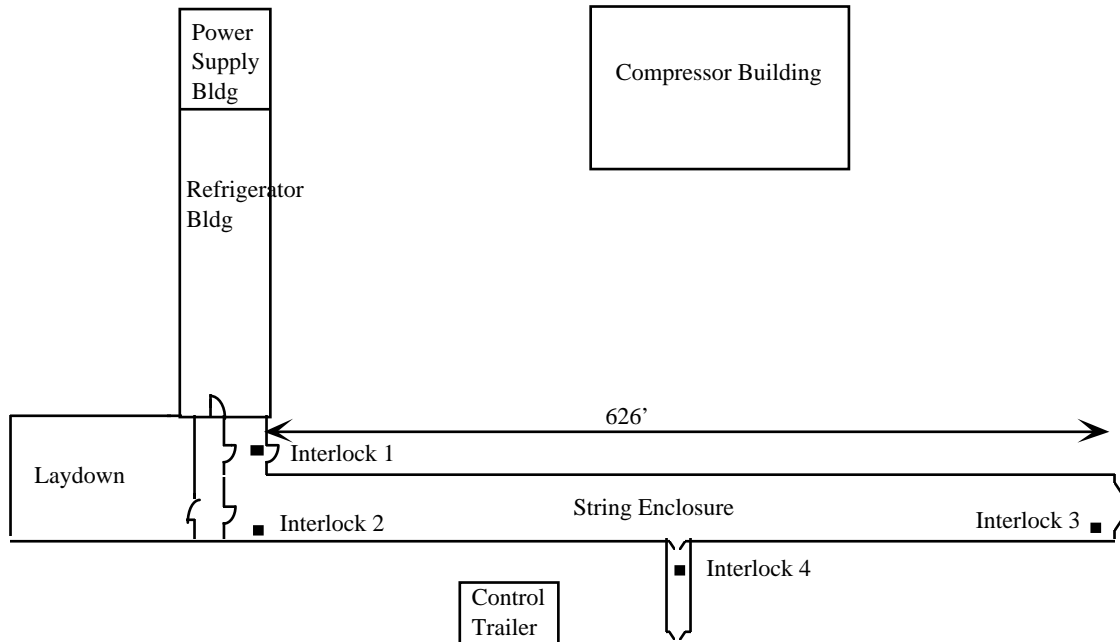 Power
Supply
Bldg
Compressor Building
Refrigerator
Bldg
626’
Interlock 1
Laydown
String Enclosure
Interlock 2
Interlock 3
Interlock 4
Control
Trailer